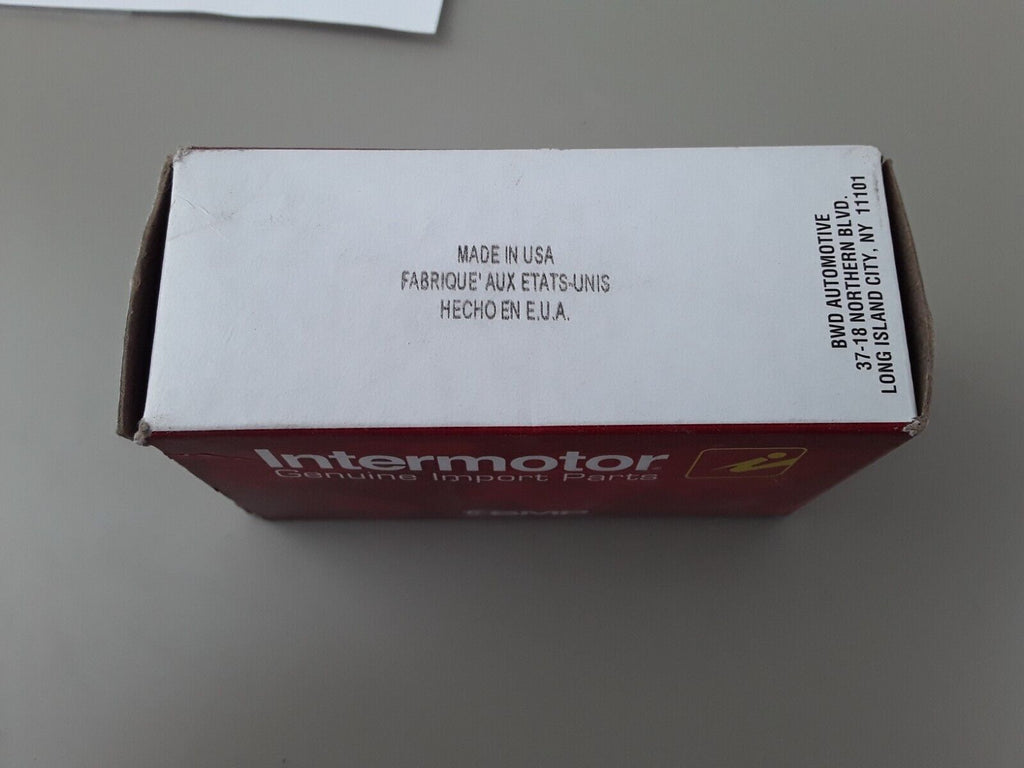 MADE IN USA
FABRIQUE' AUX ETATS-UNIS
HECHO EN E.U.A.
BWD AUTOMOTIVE
37-18 NORTHERN BLVD.
LONG ISLAND CITY, NY 11101
Intermotor
Genuine Import Parts